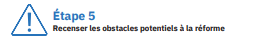 Étape 5
Recenser les obstacles potentiels à la réforme